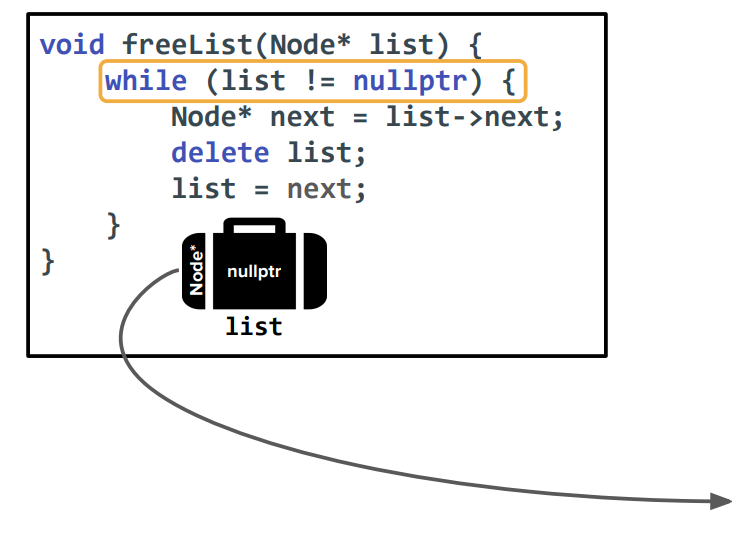 void freeList(Node* list) {
    while (list != nullptr) {
        Node* next = list->next;
        delete list;
        list = next;
    }
}
Node*
nullptr
list